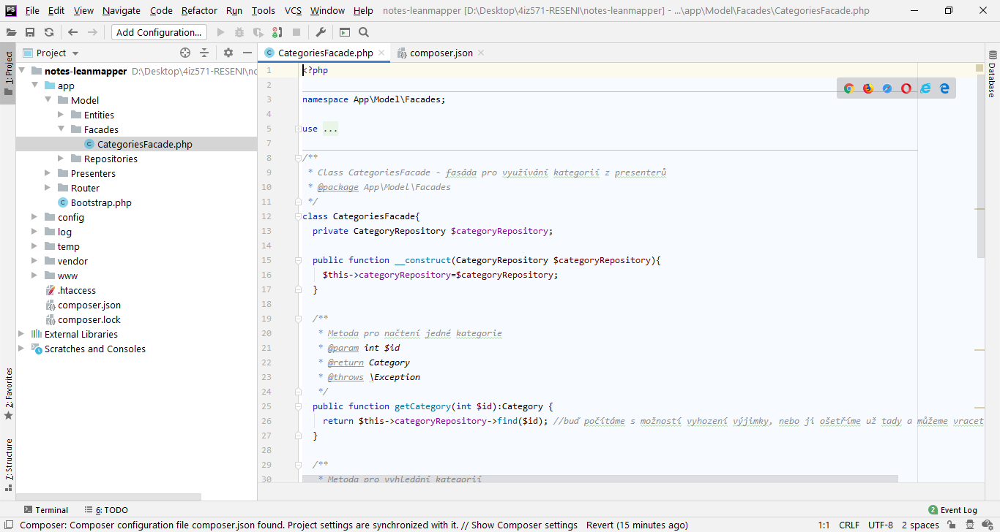 File Edit View Navigate Code Refactor Run Tools VCS Window Help notes-leanmapper [D:\Desktop\4iz571-RESENI\notes-leanmapper] - ...\app\Model\Facades\CategoriesFacade.php
Add Configuration...
Project
CategoriesFacade.php
composer.json
1: Project
2: Favorites
7: Structure
Database
notes-leanmapper D:\Desktop\4iz571-RESENI\no
app
Model
Entities
Facades
CategoriesFacade.php
Repositories
Presenters
Router
Bootstrap.php
config
log
temp
vendor
www
.htaccess
composer.json
composer.lock
External Libraries
Scratches and Consoles
1 <?php
2
3 namespace App\Model\Facades;
4
5 use ...
7
8 /**
9 * Class CategoriesFacade - fasáda pro využívání kategorií z presenterů
10 * @package App\Model\Facades
11 */
12 class CategoriesFacade{
13 private CategoryRepository $categoryRepository;
14
15 public function __construct(CategoryRepository $categoryRepository){
16 $this->categoryRepository=$categoryRepository;
17 }
18
19 /**
20 * Metoda pro načtení jedné kategorie
21 * @param int $id
22 * @return Category
23 * @throws \Exception
24 */
25 public function getCategory(int $id):Category {
26 return $this->categoryRepository->find($id); //buď počítáme s možností vyhození výjimky, nebo ji ošetříme už tady a můžeme vracet
27 }
28
29 /**
30 * Metoda pro vyhledání kategorií
Terminal
6: TODO
2 Event Log
Composer: Composer configuration file composer.json found. Project settings are synchronized with it. // Show Composer settings Revert (15 minutes ago)
1:1 CRLF UTF-8 2 spaces